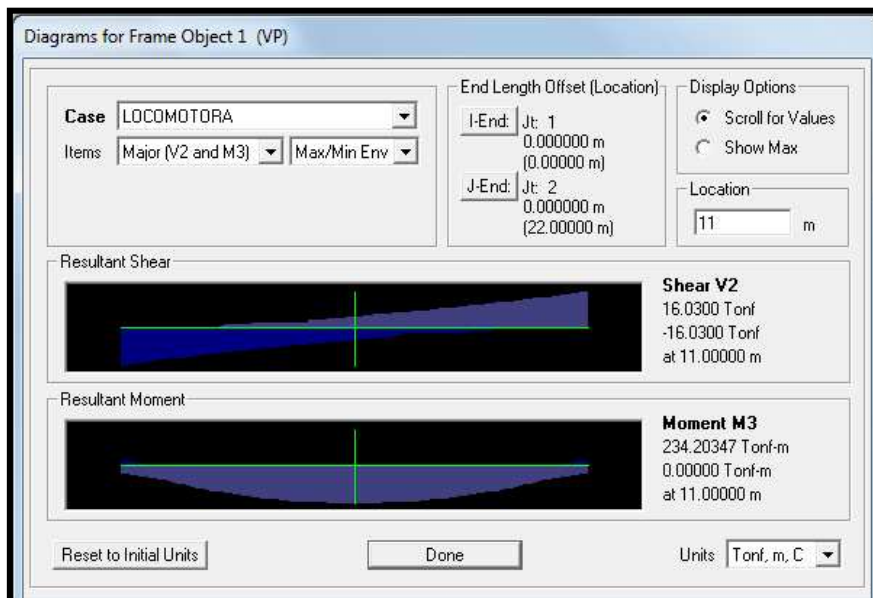 Diagrams for Frame Object 1 (VP)
Case LOCOMOTORA
Items Major (V2 and M3) Max/Min Env
End Length Offset (Location)
I-End: Jt: 1
0.000000 m
(0.00000 m)
J-End: Jt: 2
0.000000 m
(22.00000 m)
Display Options
Scroll for Values
Show Max
Location
11 m
Resultant Shear
Shear V2
16.0300 Tonf
-16.0300 Tonf
at 11.00000 m
Resultant Moment
Moment M3
234.20347 Tonf-m
0.00000 Tonf-m
at 11.00000 m
Reset to Initial Units Done Units Tonf, m, C